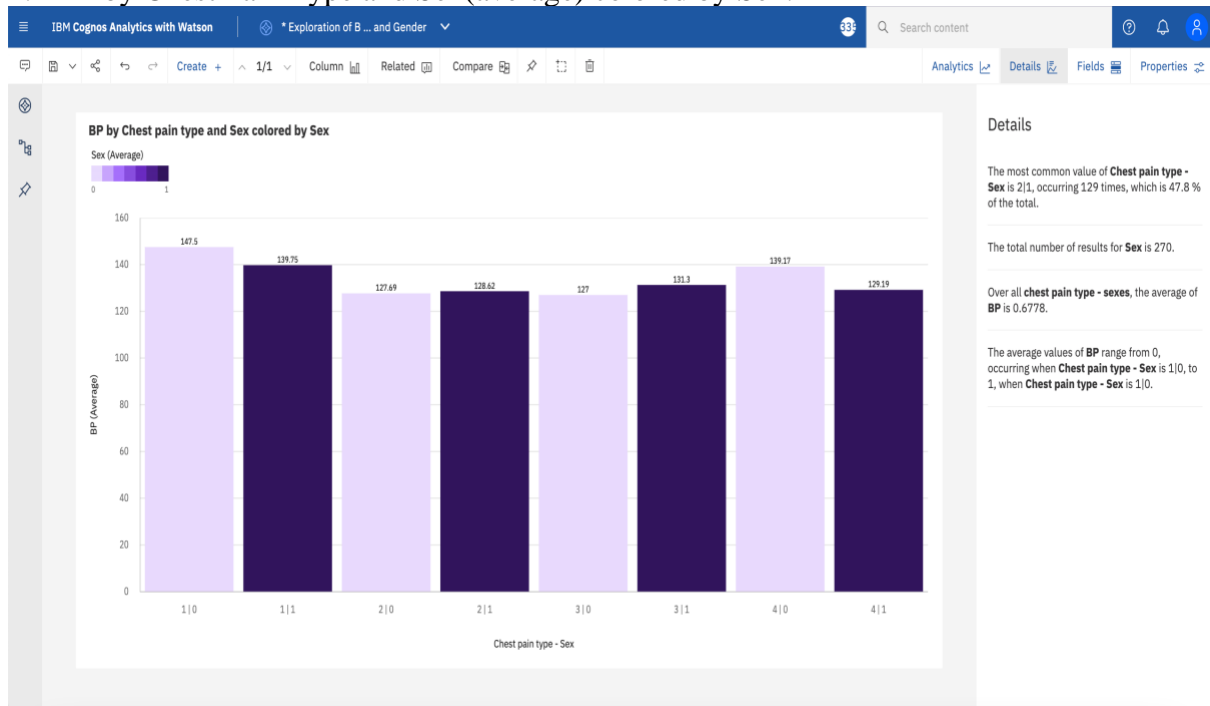 IBM Cognos Analytics with Watson
* Exploration of B ... and Gender
Search content
Create +
1/1
Column
Related
Compare
Analytics
Details
Fields
Properties
BP by Chest pain type and Sex colored by Sex
Sex (Average)
0 1
160
140
120
100
80
60
40
20
0
BP (Average)
147.5
139.75
127.69
128.62
127
131.3
139.17
129.19
1|0
1|1
2|0
2|1
3|0
3|1
4|0
4|1
Chest pain type - Sex
Details
The most common value of Chest pain type -
Sex is 2|1, occurring 129 times, which is 47.8 %
of the total.
The total number of results for Sex is 270.
Over all chest pain type - sexes, the average of
BP is 0.6778.
The average values of BP range from 0,
occurring when Chest pain type - Sex is 1|0, to
1, when Chest pain type - Sex is 1|0.